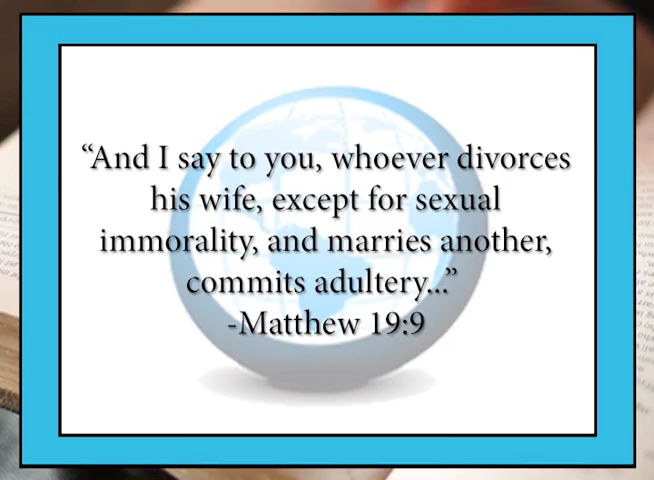 “And I say to you, whoever divorces
his wife, except for sexual
immorality, and marries another,
commits adultery...”
-Matthew 19:9